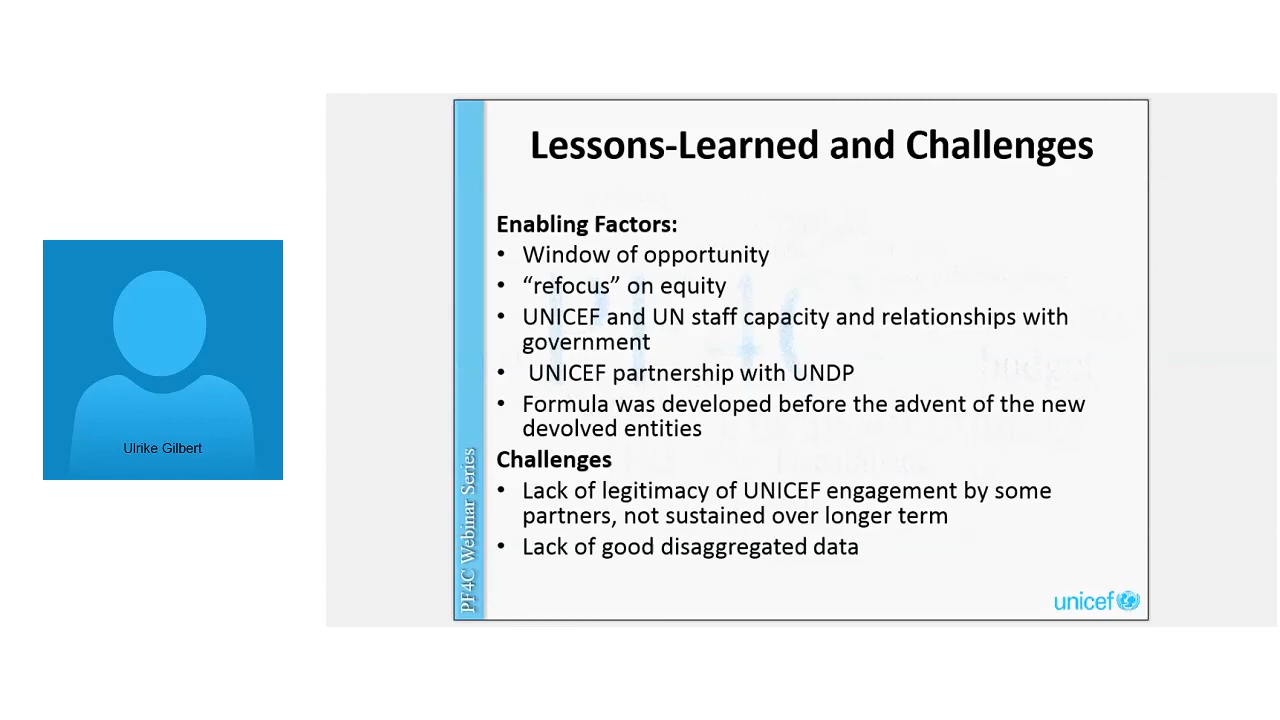 Lessons-Learned and Challenges
Enabling Factors:
• Window of opportunity
• “refocus” on equity
• UNICEF and UN staff capacity and relationships with
government
• UNICEF partnership with UNDP
• Formula was developed before the advent of the new
devolved entities
Challenges
• Lack of legitimacy of UNICEF engagement by some
partners, not sustained over longer term
• Lack of good disaggregated data
PF4C Webinar Series
unicef
Ulrike Gilbert
budget
PF4C